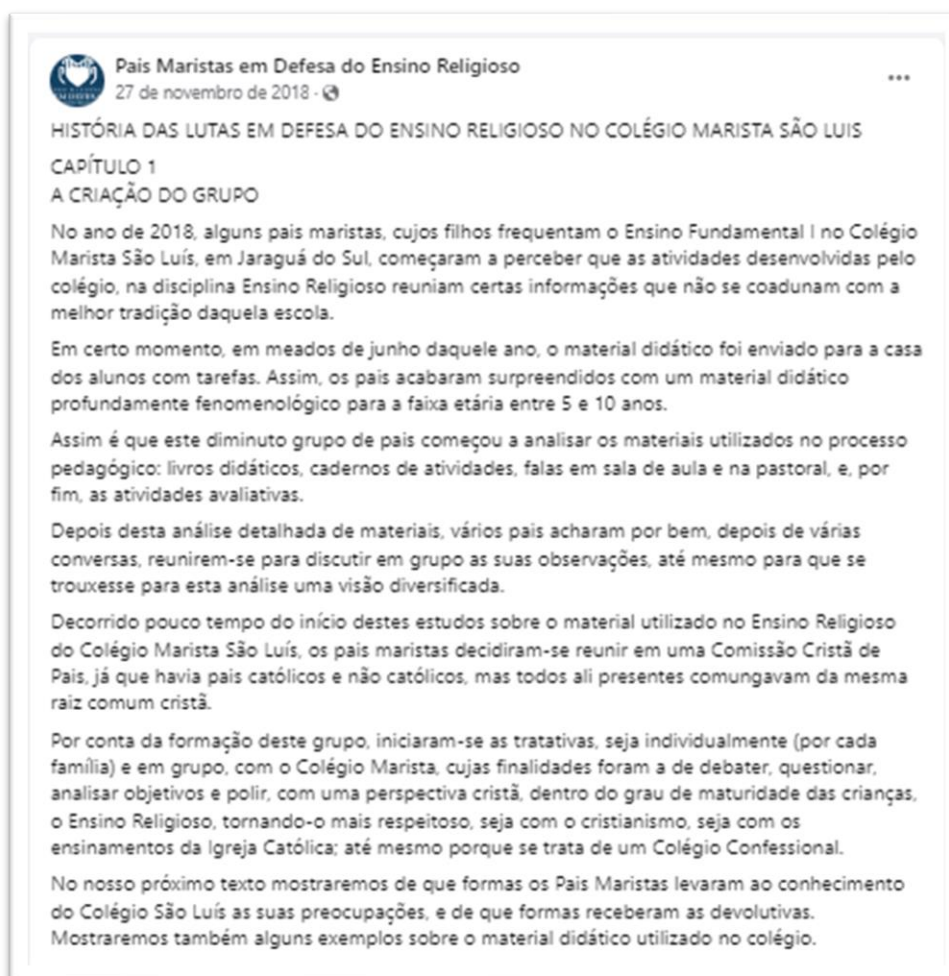 Pais Maristas em Defesa do Ensino Religioso
27 de novembro de 2018 ·
HISTÓRIA DAS LUTAS EM DEFESA DO ENSINO RELIGIOSO NO COLÉGIO MARISTA SÃO LUIS
CAPÍTULO 1
A CRIAÇÃO DO GRUPO
No ano de 2018, alguns pais maristas, cujos filhos frequentam o Ensino Fundamental I no Colégio
Marista São Luís, em Jaraguá do Sul, começaram a perceber que as atividades desenvolvidas pelo
colégio, na disciplina Ensino Religioso reuniam certas informações que não se coadunam com a
melhor tradição daquela escola.
Em certo momento, em meados de junho daquele ano, o material didático foi enviado para a casa
dos alunos com tarefas. Assim, os pais acabaram surpreendidos com um material didático
profundamente fenomenológico para a faixa etária entre 5 e 10 anos.
Assim é que este diminuto grupo de pais começou a analisar os materiais utilizados no processo
pedagógico: livros didáticos, cadernos de atividades, falas em sala de aula e na pastoral, e, por
fim, as atividades avaliativas.
Depois desta análise detalhada de materiais, vários pais acharam por bem, depois de várias
conversas, reunirem-se para discutir em grupo as suas observações, até mesmo para que se
trouxesse para esta análise uma visão diversificada.
Decorrido pouco tempo do início destes estudos sobre o material utilizado no Ensino Religioso
do Colégio Marista São Luís, os pais maristas decidiram-se reunir em uma Comissão Cristã de
Pais, já que havia pais católicos e não católicos, mas todos ali presentes comungavam da mesma
raiz comum cristã.
Por conta da formação deste grupo, iniciaram-se as tratativas, seja individualmente (por cada
família) e em grupo, com o Colégio Marista, cujas finalidades foram a de debater, questionar,
analisar objetivos e polir, com uma perspectiva cristã, dentro do grau de maturidade das crianças,
o Ensino Religioso, tornando-o mais respeitoso, seja com o cristianismo, seja com os
ensinamentos da Igreja Católica; até mesmo porque se trata de um Colégio Confessional.
No nosso próximo texto mostraremos de que formas os Pais Maristas levaram ao conhecimento
do Colégio São Luís as suas preocupações, e de que formas receberam as devolutivas.
Mostraremos também alguns exemplos sobre o material didático utilizado no colégio.